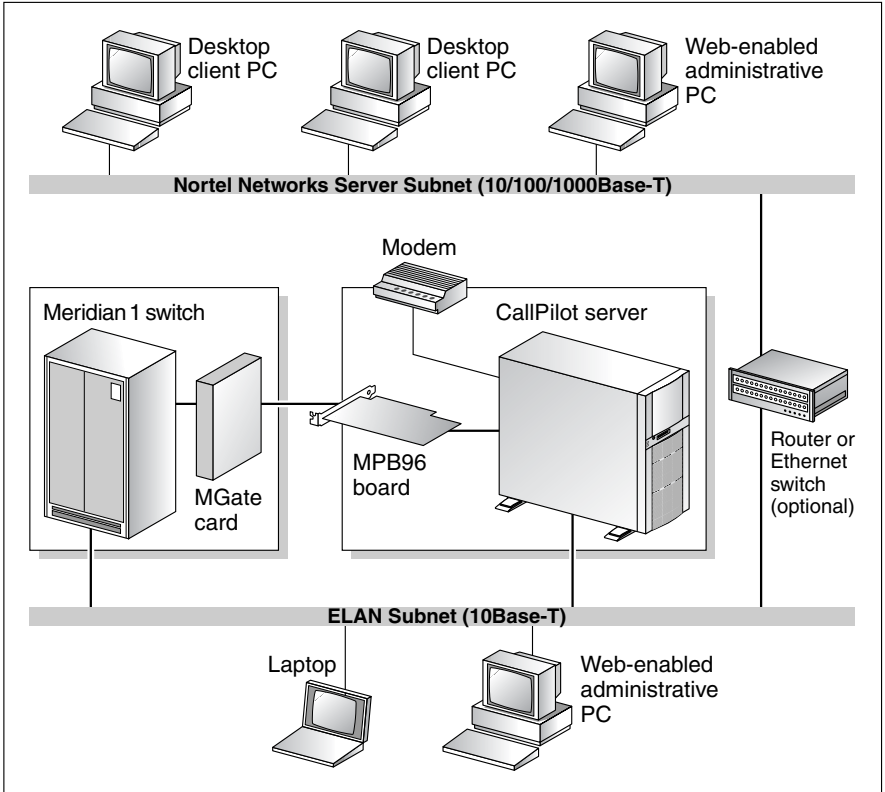 Desktop
client PC
Desktop
client PC
Web-enabled
administrative
PC
Nortel Networks Server Subnet (10/100/1000Base-T)
Modem
Meridian 1 switch
CallPilot server
MGate
card
MPB96
board
Router or
Ethernet
switch
(optional)
ELAN Subnet (10Base-T)
Laptop
Web-enabled
administrative
PC